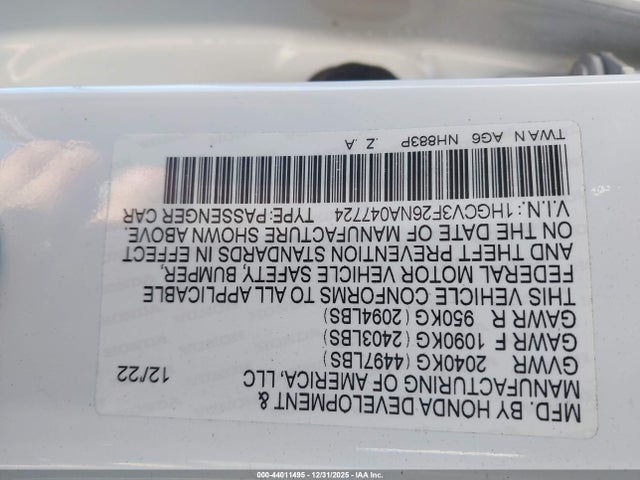 MFD. BY HONDA DEVELOPMENT &
MANUFACTURING OF AMERICA, LLC
12/22
GVWR 2040KG (4497LBS)
GAWR F 1090KG (2403LBS)
GAWR R 950KG (2094LBS)
THIS VEHICLE CONFORMS TO ALL APPLICABLE
FEDERAL MOTOR VEHICLE SAFETY, BUMPER,
AND THEFT PREVENTION STANDARDS IN EFFECT
ON THE DATE OF MANUFACTURE SHOWN ABOVE.
V.I.N.: 1HGCV3F26NA047724 TYPE:PASSENGER CAR
TWAN AG6 NH883P Z .A
000-44011495 • 12/31/2025 • IAA Inc.